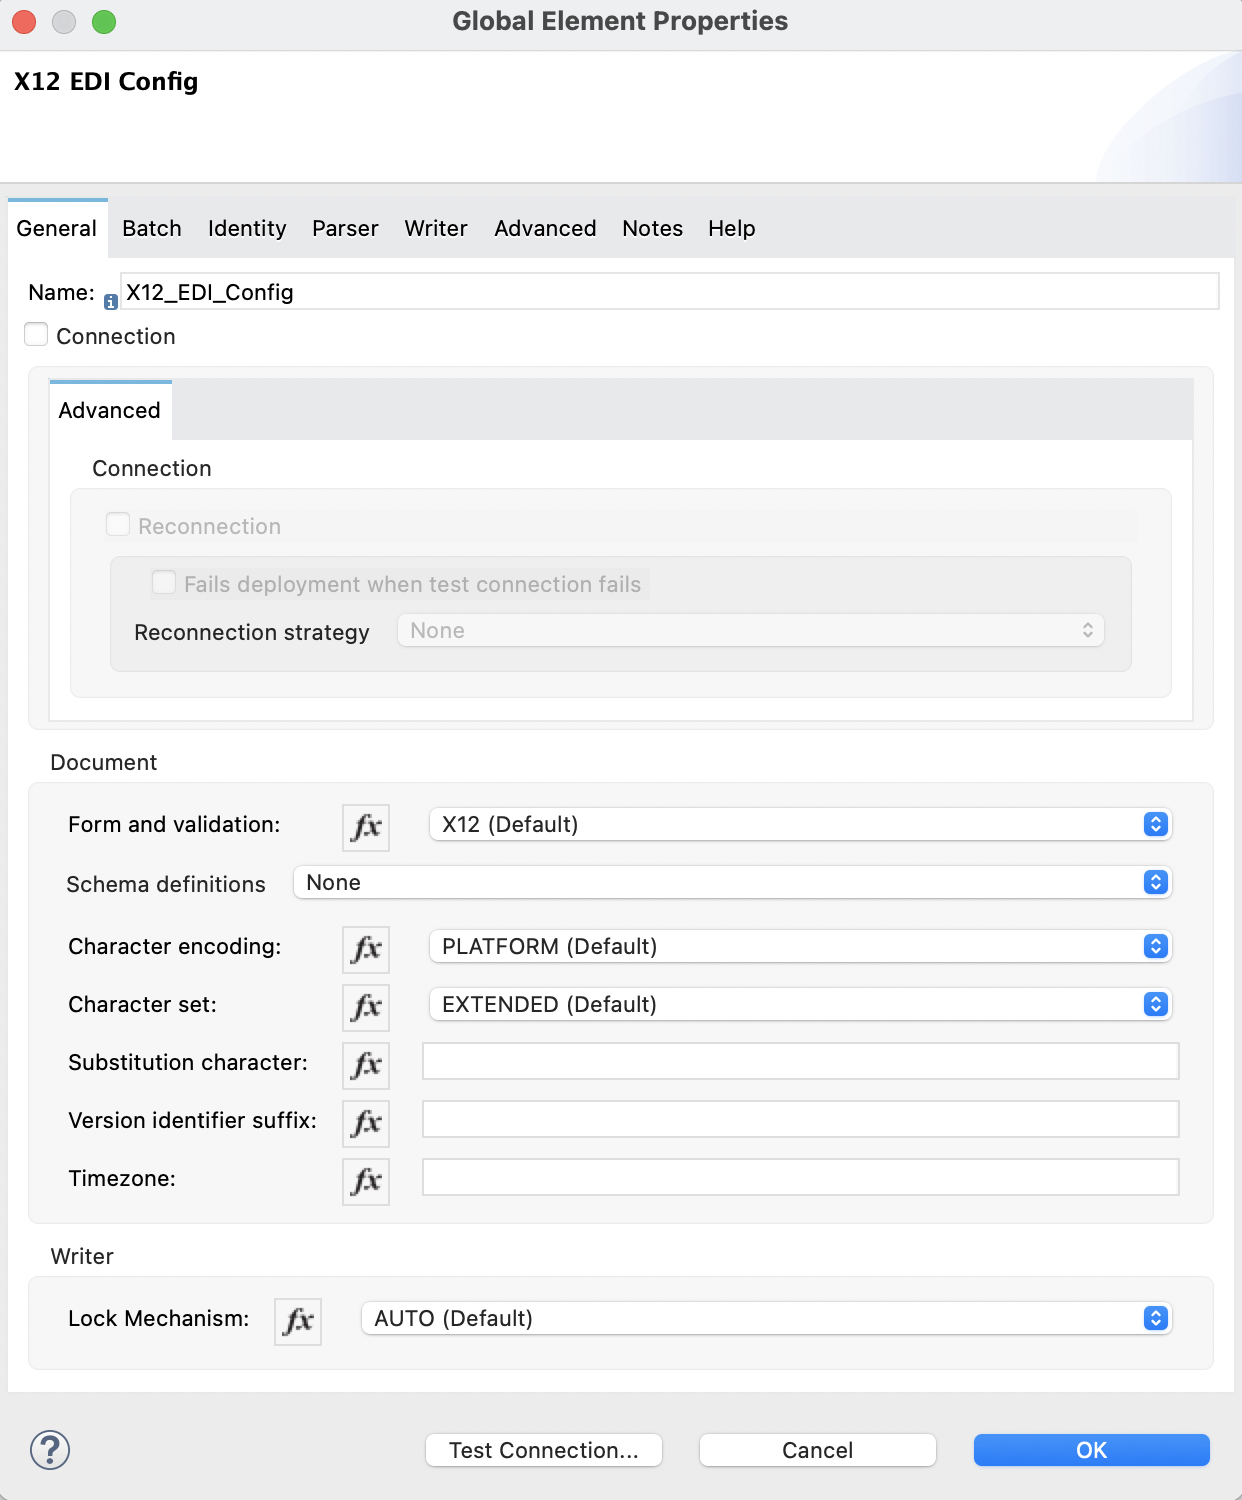 Global Element Properties
X12 EDI Config
General Batch Identity Parser Writer Advanced Notes Help
Name: i X12_EDI_Config
Connection
Advanced
Connection
Reconnection
Fails deployment when test connection fails
Reconnection strategy None
Document
Form and validation: fx X12 (Default)
Schema definitions None
Character encoding: fx PLATFORM (Default)
Character set: fx EXTENDED (Default)
Substitution character: fx
Version identifier suffix: fx
Timezone: fx
Writer
Lock Mechanism: fx AUTO (Default)
? Test Connection... Cancel OK